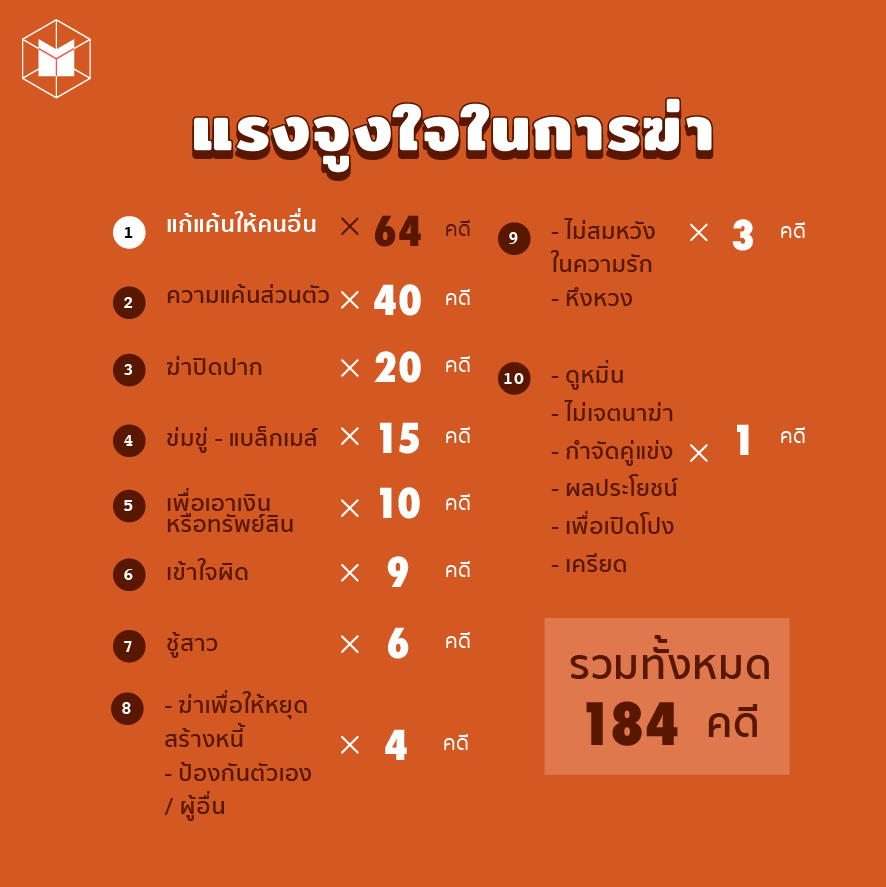 แรงจูงใจในการฆ่า
1 แก้แค้นให้คนอื่น × 64 คดี
2 ความแค้นส่วนตัว × 40 คดี
3 ฆ่าปิดปาก × 20 คดี
4 ข่มขู่ - แบล็กเมล์ × 15 คดี
5 เพื่อเอาเงิน
หรือทรัพย์สิน × 10 คดี
6 เข้าใจผิด × 9 คดี
7 ชู้สาว × 6 คดี
8 - ฆ่าเพื่อให้หยุด
สร้างหนี้
- ป้องกันตัวเอง
/ ผู้อื่น
× 4 คดี
9 - ไม่สมหวัง × 3 คดี
ในความรัก
- หึงหวง
10 - ดูหมิ่น
- ไม่เจตนาฆ่า
- กำจัดคู่แข่ง × 1 คดี
- ผลประโยชน์
- เพื่อเปิดโปง
- เครียด
รวมทั้งหมด
184 คดี